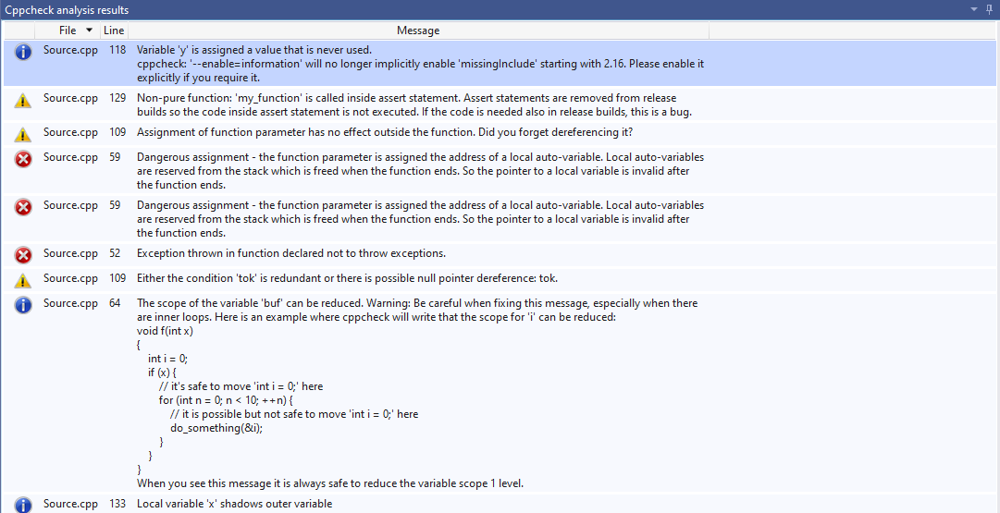 Cppcheck analysis results
File Line Message
Source.cpp 118 Variable 'y' is assigned a value that is never used.
cppcheck: '--enable=information' will no longer implicitly enable 'missingInclude' starting with 2.16. Please enable it
explicitly if you require it.
Source.cpp 129 Non-pure function: 'my_function' is called inside assert statement. Assert statements are removed from release
builds so the code inside assert statement is not executed. If the code is needed also in release builds, this is a bug.
Source.cpp 109 Assignment of function parameter has no effect outside the function. Did you forget dereferencing it?
Source.cpp 59 Dangerous assignment - the function parameter is assigned the address of a local auto-variable. Local auto-variables
are reserved from the stack which is freed when the function ends. So the pointer to a local variable is invalid after
the function ends.
Source.cpp 59 Dangerous assignment - the function parameter is assigned the address of a local auto-variable. Local auto-variables
are reserved from the stack which is freed when the function ends. So the pointer to a local variable is invalid after
the function ends.
Source.cpp 52 Exception thrown in function declared not to throw exceptions.
Source.cpp 109 Either the condition 'tok' is redundant or there is possible null pointer dereference: tok.
Source.cpp 64 The scope of the variable 'buf' can be reduced. Warning: Be careful when fixing this message, especially when there
are inner loops. Here is an example where cppcheck will write that the scope for 'i' can be reduced:
void f(int x)
{
int i = 0;
if (x) {
// it's safe to move 'int i = 0;' here
for (int n = 0; n < 10; ++n) {
// it is possible but not safe to move 'int i = 0;' here
do_something(&i);
}
}
}
When you see this message it is always safe to reduce the variable scope 1 level.
Source.cpp 133 Local variable 'x' shadows outer variable